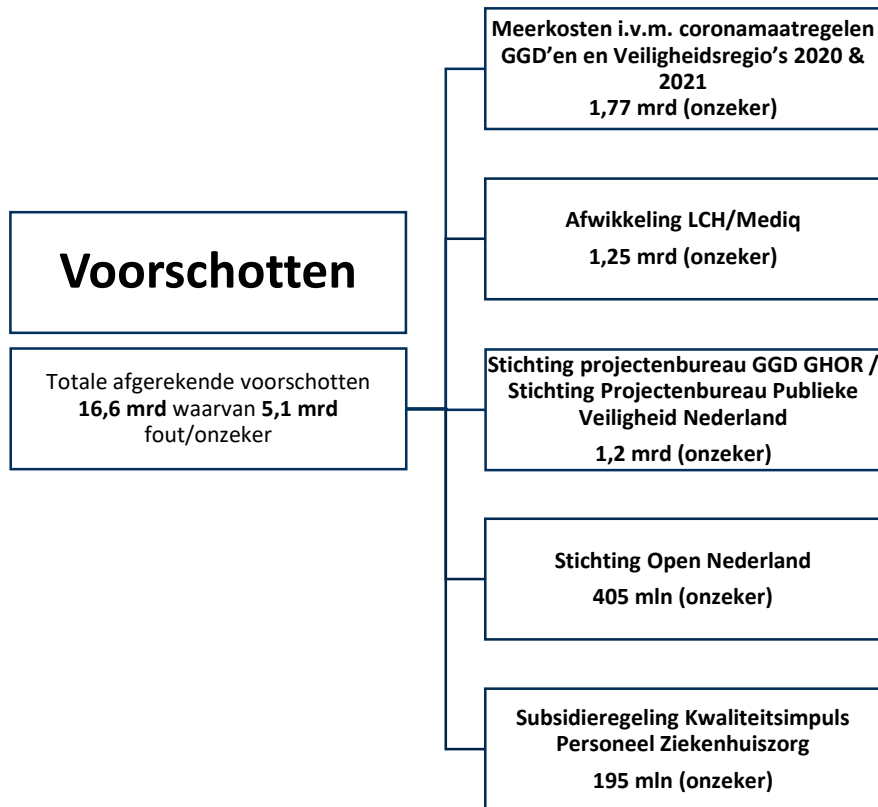 Voorschotten
Totale afgerekende voorschotten
16,6 mrd waarvan 5,1 mrd
fout/onzeker
Meerkosten i.v.m. coronamaatregelen
GGD’en en Veiligheidsregio’s 2020 &
2021
1,77 mrd (onzeker)
Afwikkeling LCH/Mediq
1,25 mrd (onzeker)
Stichting projectenbureau GGD GHOR /
Stichting Projectenbureau Publieke
Veiligheid Nederland
1,2 mrd (onzeker)
Stichting Open Nederland
405 mln (onzeker)
Subsidieregeling Kwaliteitsimpuls
Personeel Ziekenhuiszorg
195 mln (onzeker)